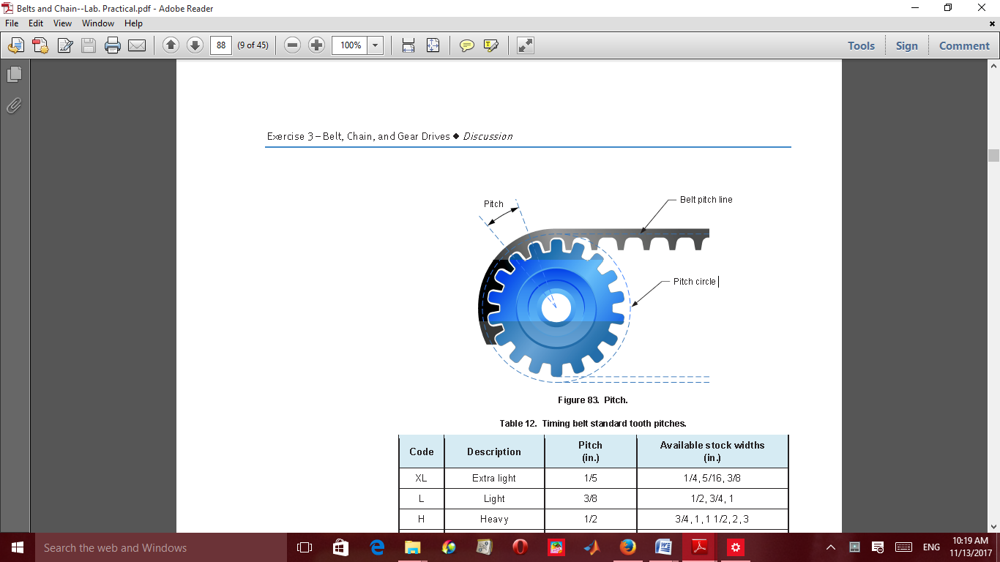 Belts and Chain--Lab. Practical.pdf - Adobe Reader
File Edit View Window Help
88 (9 of 45) 100% Tools Sign Comment
Exercise 3 – Belt, Chain, and Gear Drives ◆ Discussion
Pitch
Belt pitch line
Pitch circle
Figure 83. Pitch.
Table 12. Timing belt standard tooth pitches.
Code Description Pitch (in.) Available stock widths (in.)
XL Extra light 1/5 1/4, 5/16, 3/8
L Light 3/8 1/2, 3/4, 1
H Heavy 1/2 3/4, 1, 1 1/2, 2, 3
Search the web and Windows
ENG
10:19 AM
11/13/2017